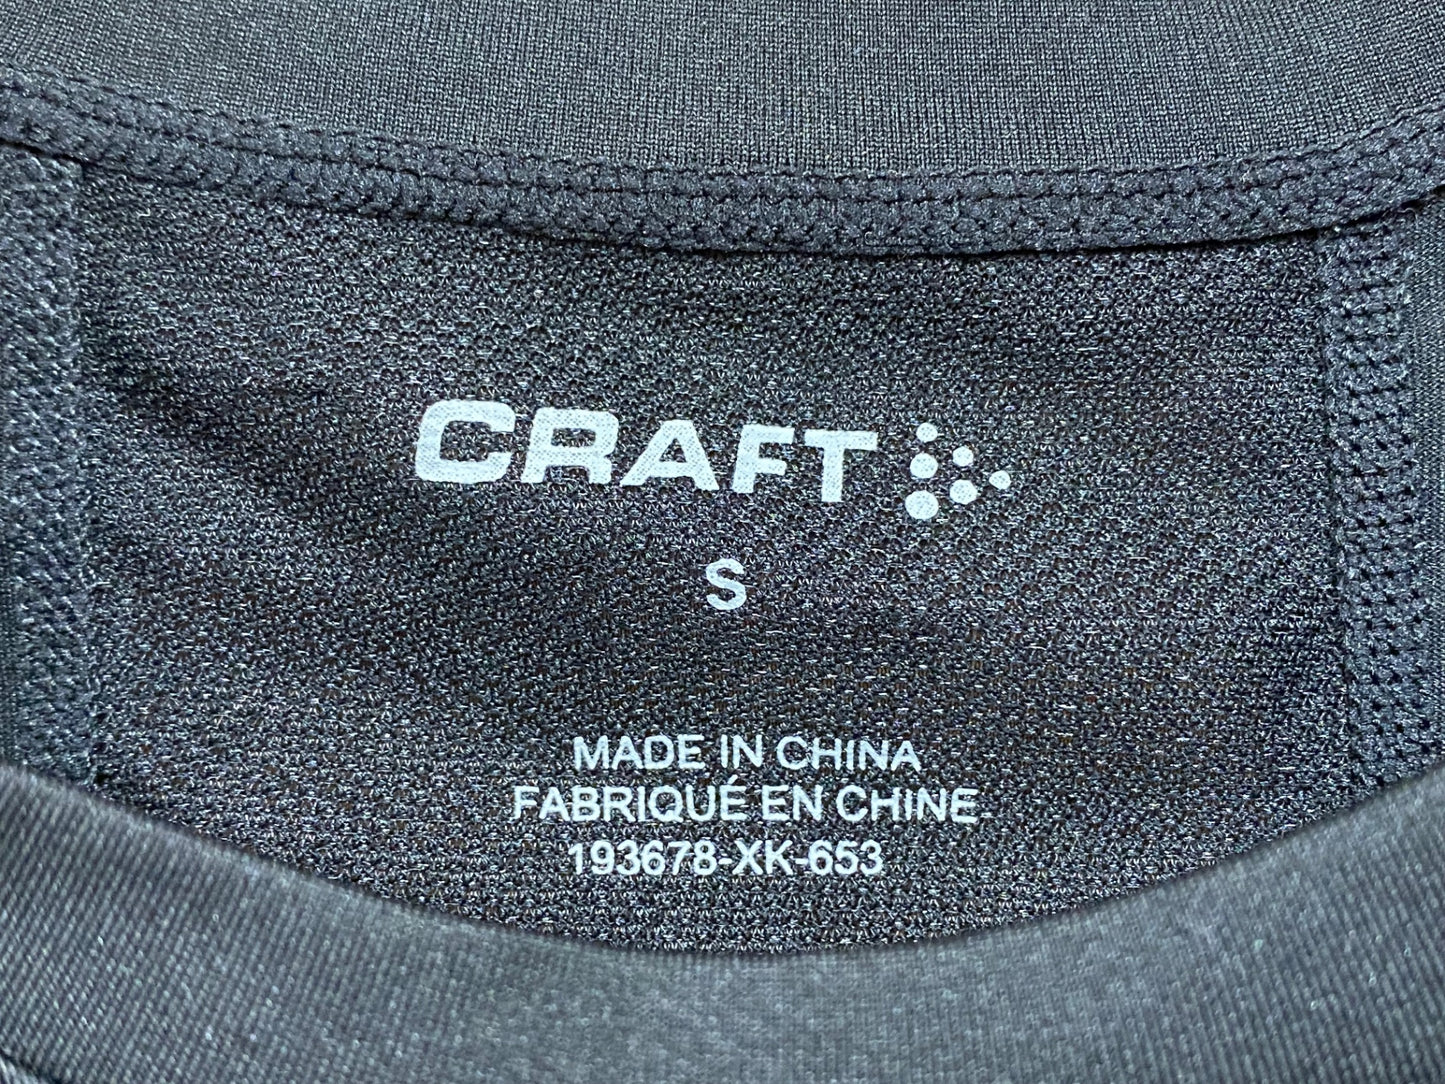 CRAFT
S
MADE IN CHINA
FABRIQUÉ EN CHINE
193678-XK-653